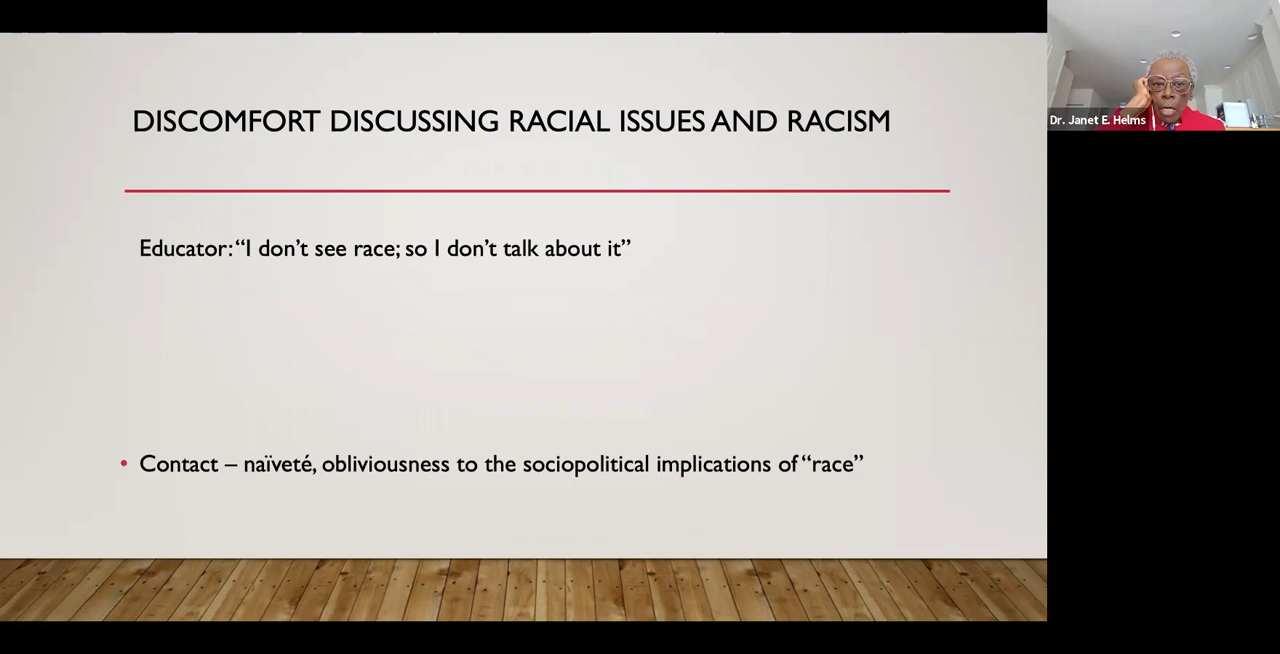 DISCOMFORT DISCUSSING RACIAL ISSUES AND RACISM
Educator: “I don’t see race; so I don’t talk about it”
• Contact – naïveté, obliviousness to the sociopolitical implications of “race”
Dr. Janet E. Helms